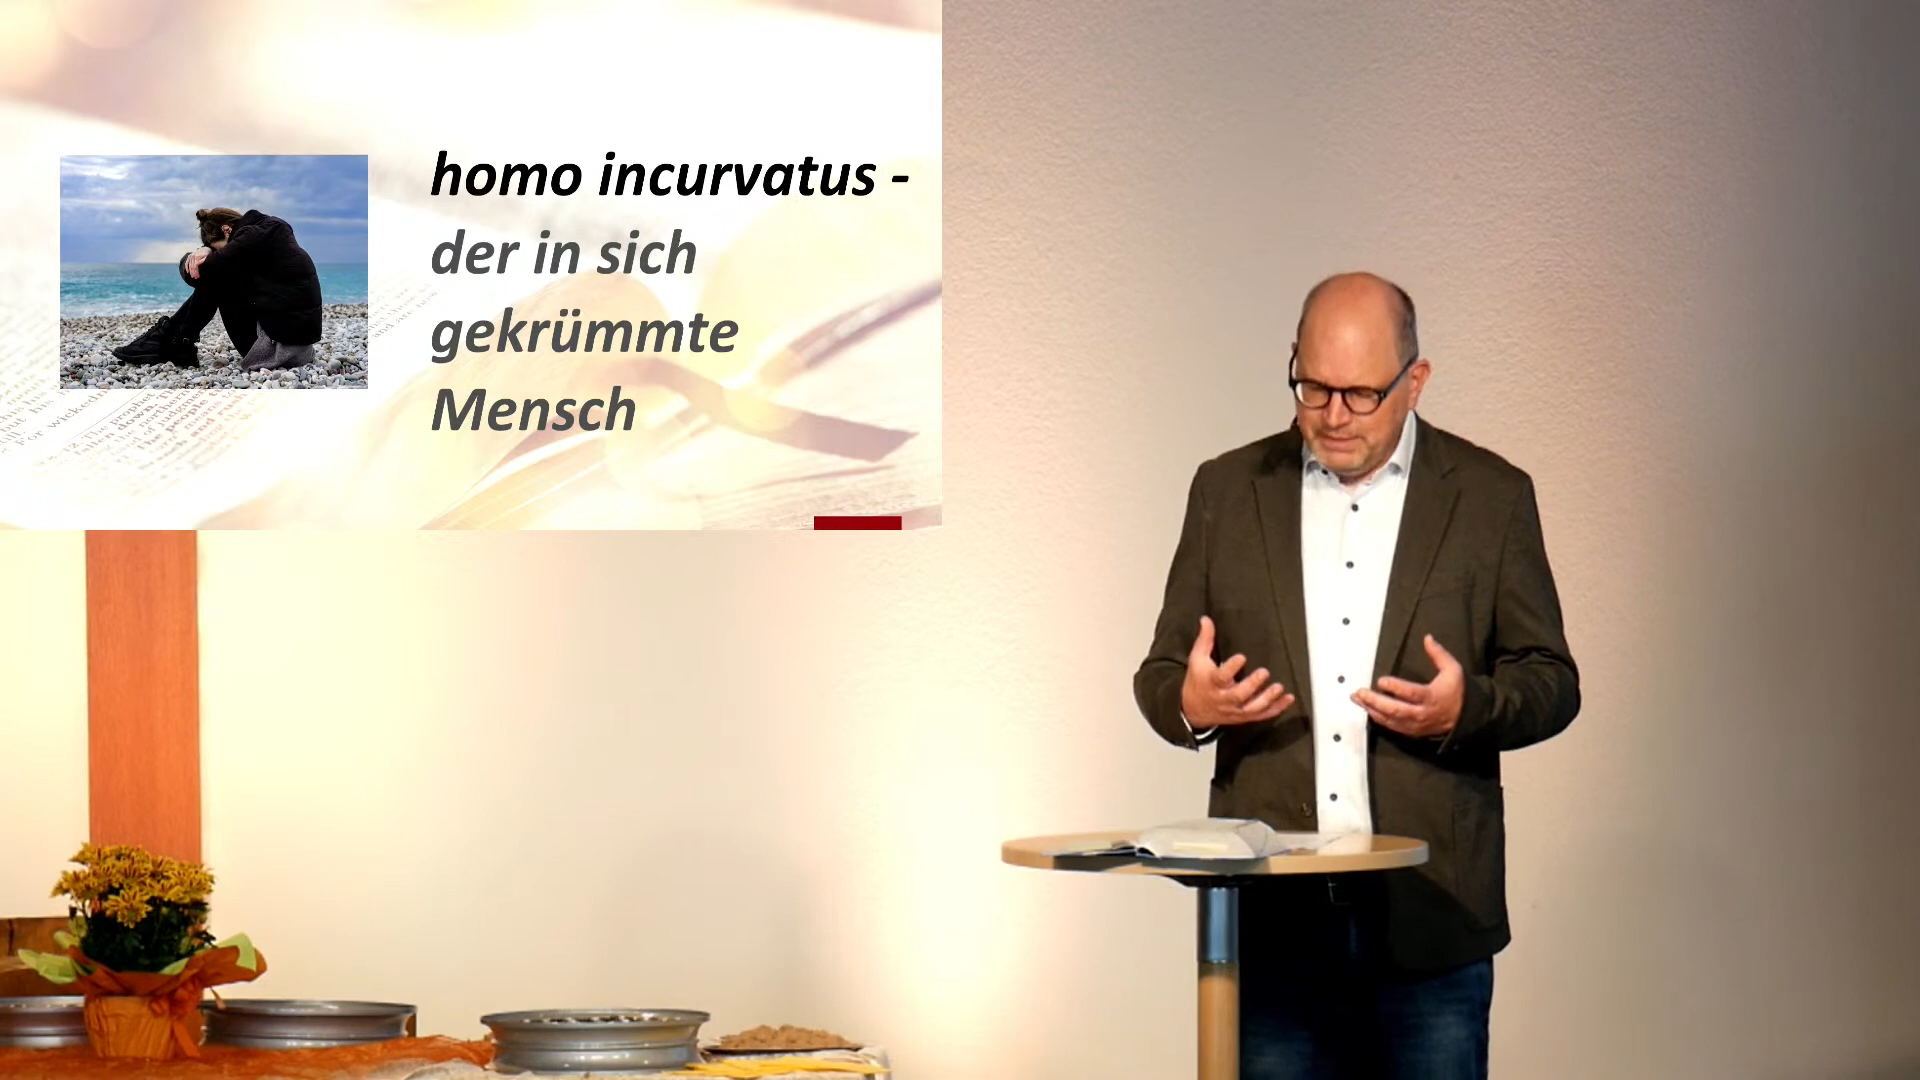 homo incurvatus -
der in sich
gekrümmte
Mensch